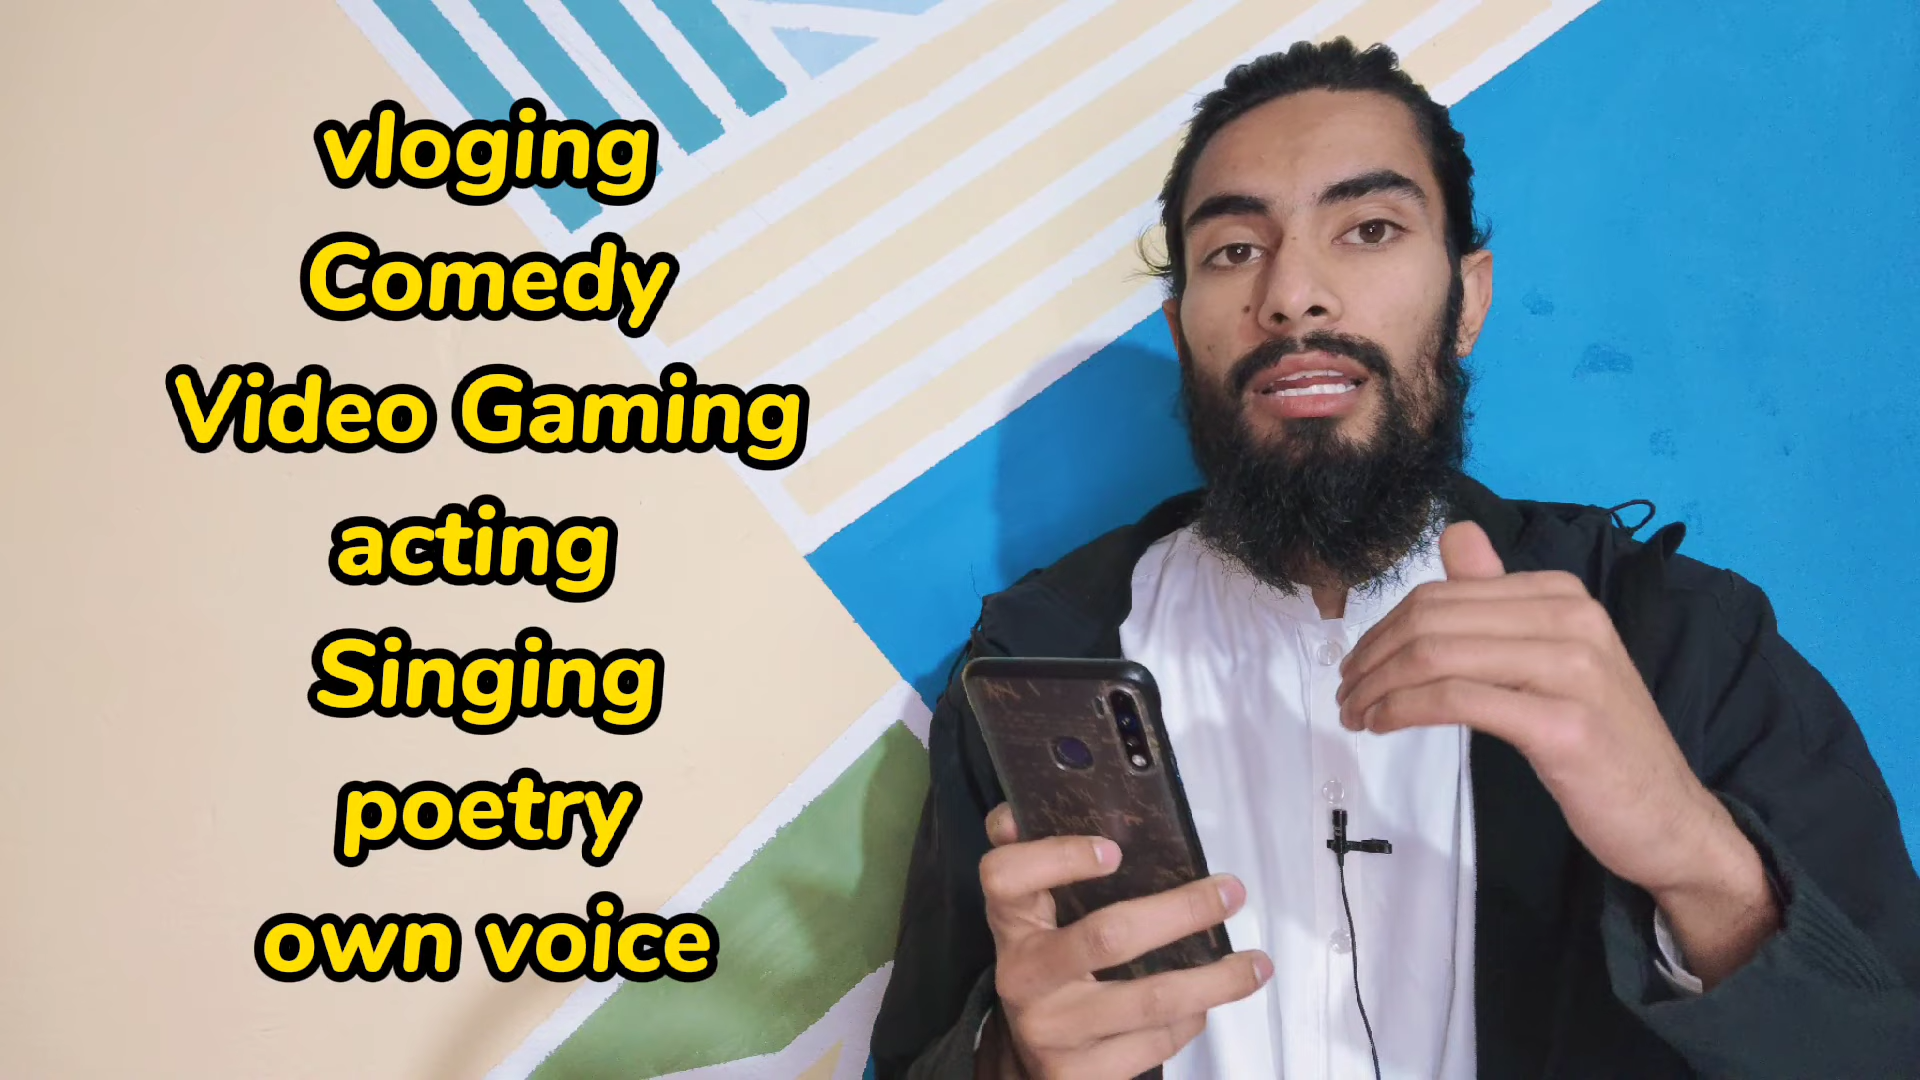 vloging
Comedy
Video Gaming
acting
Singing
poetry
own voice